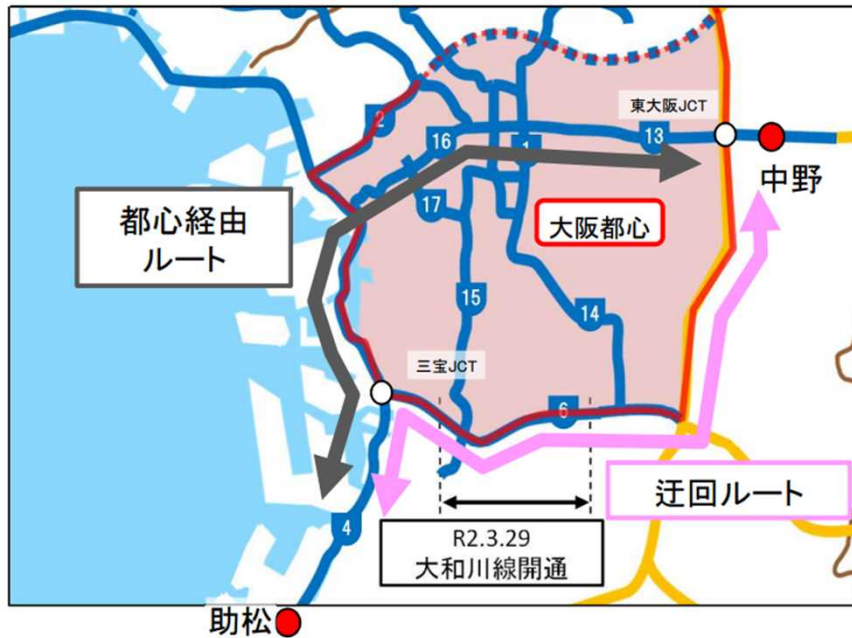 2
16
1
13
東大阪JCT
中野
都心経由
ルート
17
大阪都心
15
14
三宝JCT
6
迂回ルート
4
R2.3.29
大和川線開通
助松